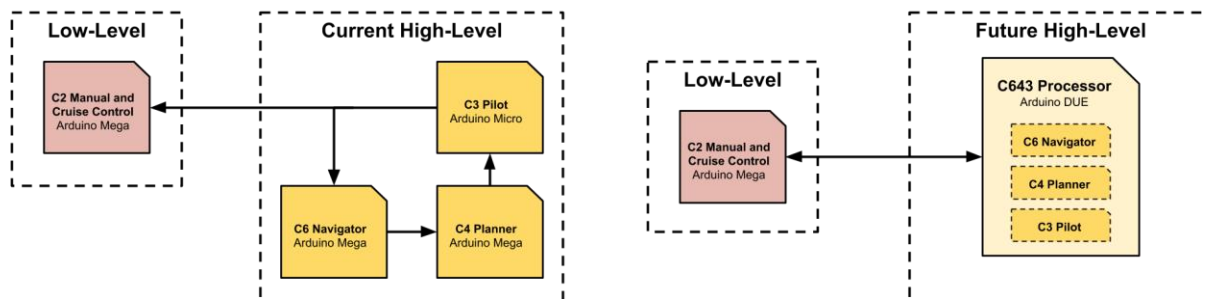 Low-Level
C2 Manual and
Cruise Control
Arduino Mega
Current High-Level
C3 Pilot
Arduino Micro
C6 Navigator
Arduino Mega
C4 Planner
Arduino Mega
Low-Level
C2 Manual and
Cruise Control
Arduino Mega
Future High-Level
C643 Processor
Arduino DUE
C6 Navigator
C4 Planner
C3 Pilot